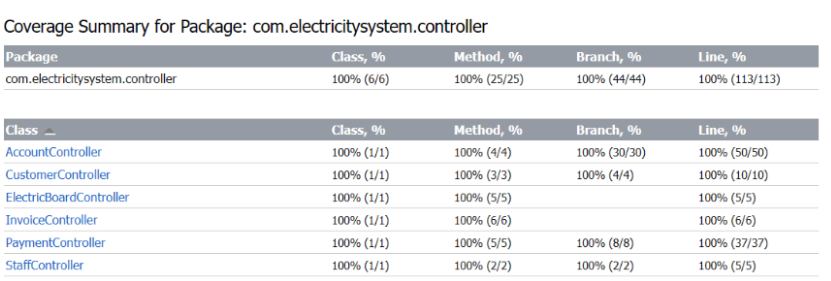 Coverage Summary for Package: com.electricitysystem.controller
Package Class, % Method, % Branch, % Line, %
com.electricitysystem.controller 100% (6/6) 100% (25/25) 100% (44/44) 100% (113/113)
Class Class, % Method, % Branch, % Line, %
AccountController 100% (1/1) 100% (4/4) 100% (30/30) 100% (50/50)
CustomerController 100% (1/1) 100% (3/3) 100% (4/4) 100% (10/10)
ElectricBoardController 100% (1/1) 100% (5/5) 100% (5/5)
InvoiceController 100% (1/1) 100% (6/6) 100% (6/6)
PaymentController 100% (1/1) 100% (5/5) 100% (8/8) 100% (37/37)
StaffController 100% (1/1) 100% (2/2) 100% (2/2) 100% (5/5)